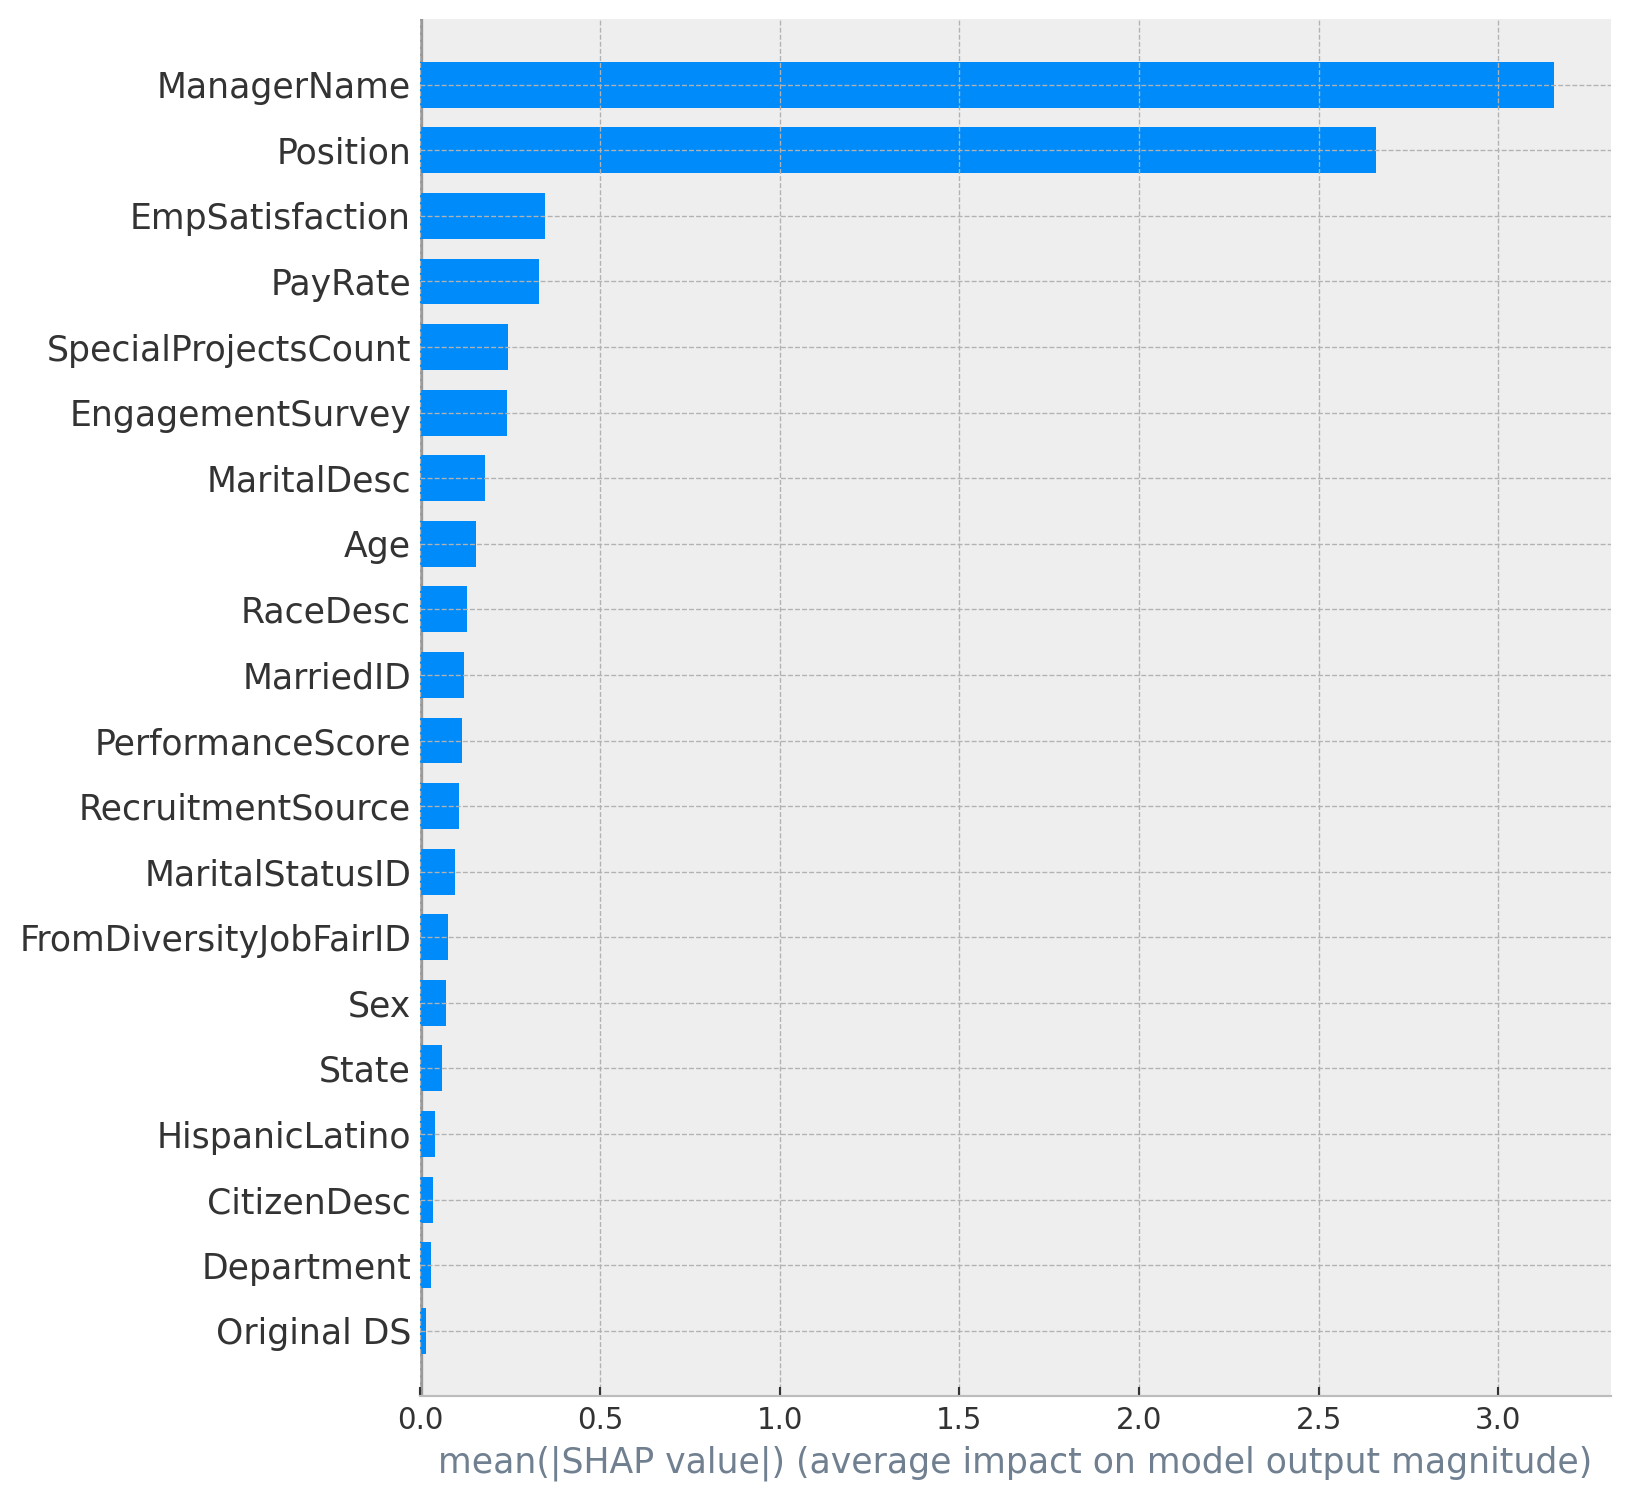 ManagerName
Position
EmpSatisfaction
PayRate
SpecialProjectsCount
EngagementSurvey
MaritalDesc
Age
RaceDesc
MarriedID
PerformanceScore
RecruitmentSource
MaritalStatusID
FromDiversityJobFairID
Sex
State
HispanicLatino
CitizenDesc
Department
Original DS
0.0 0.5 1.0 1.5 2.0 2.5 3.0
mean(|SHAP value|) (average impact on model output magnitude)